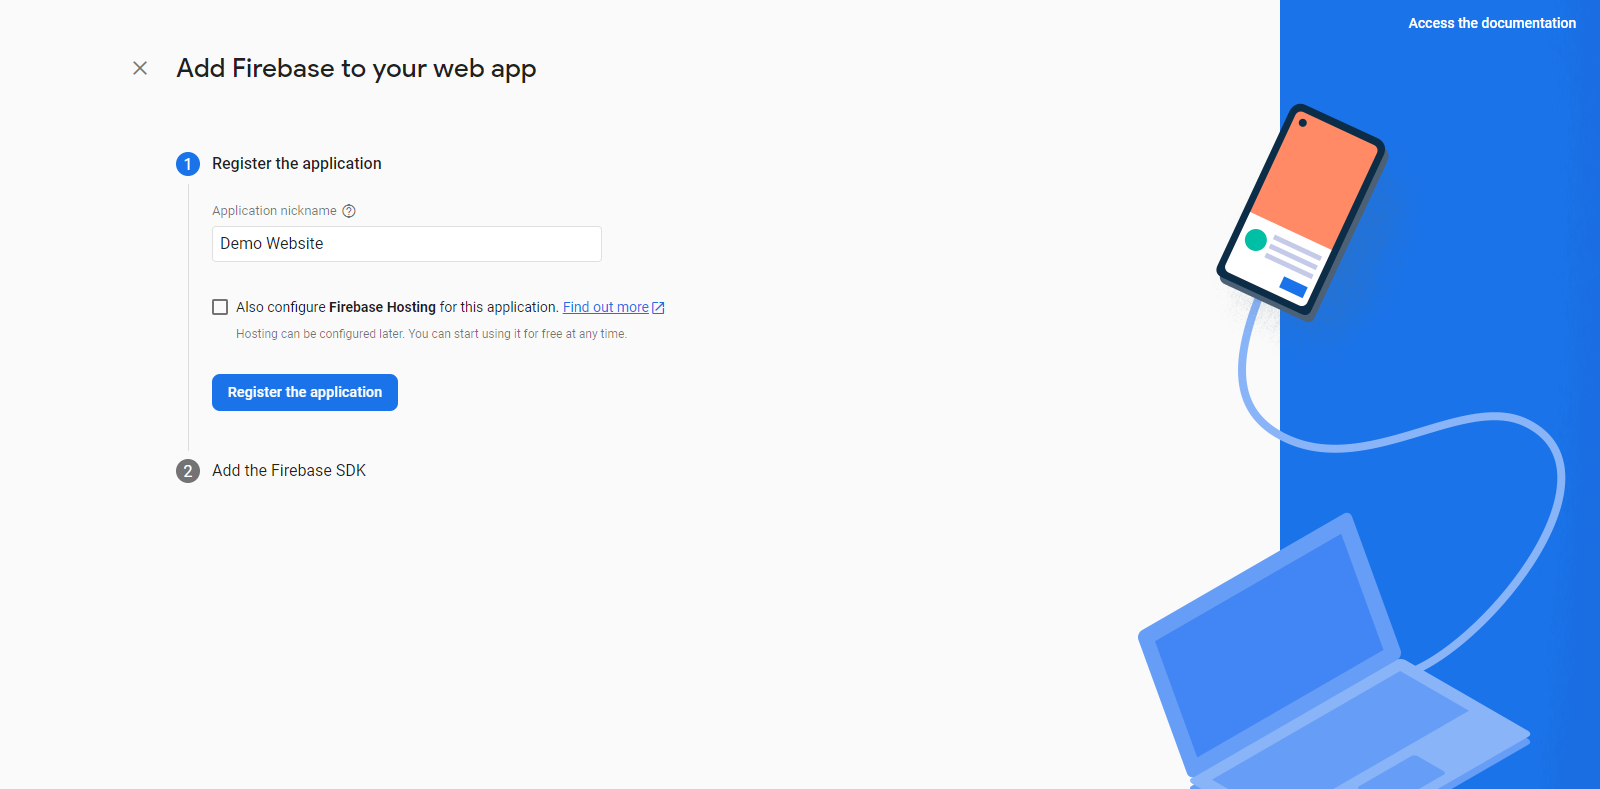 Access the documentation
Add Firebase to your web app
1 Register the application
Application nickname
Demo Website
Also configure Firebase Hosting for this application. Find out more
Hosting can be configured later. You can start using it for free at any time.
Register the application
2 Add the Firebase SDK